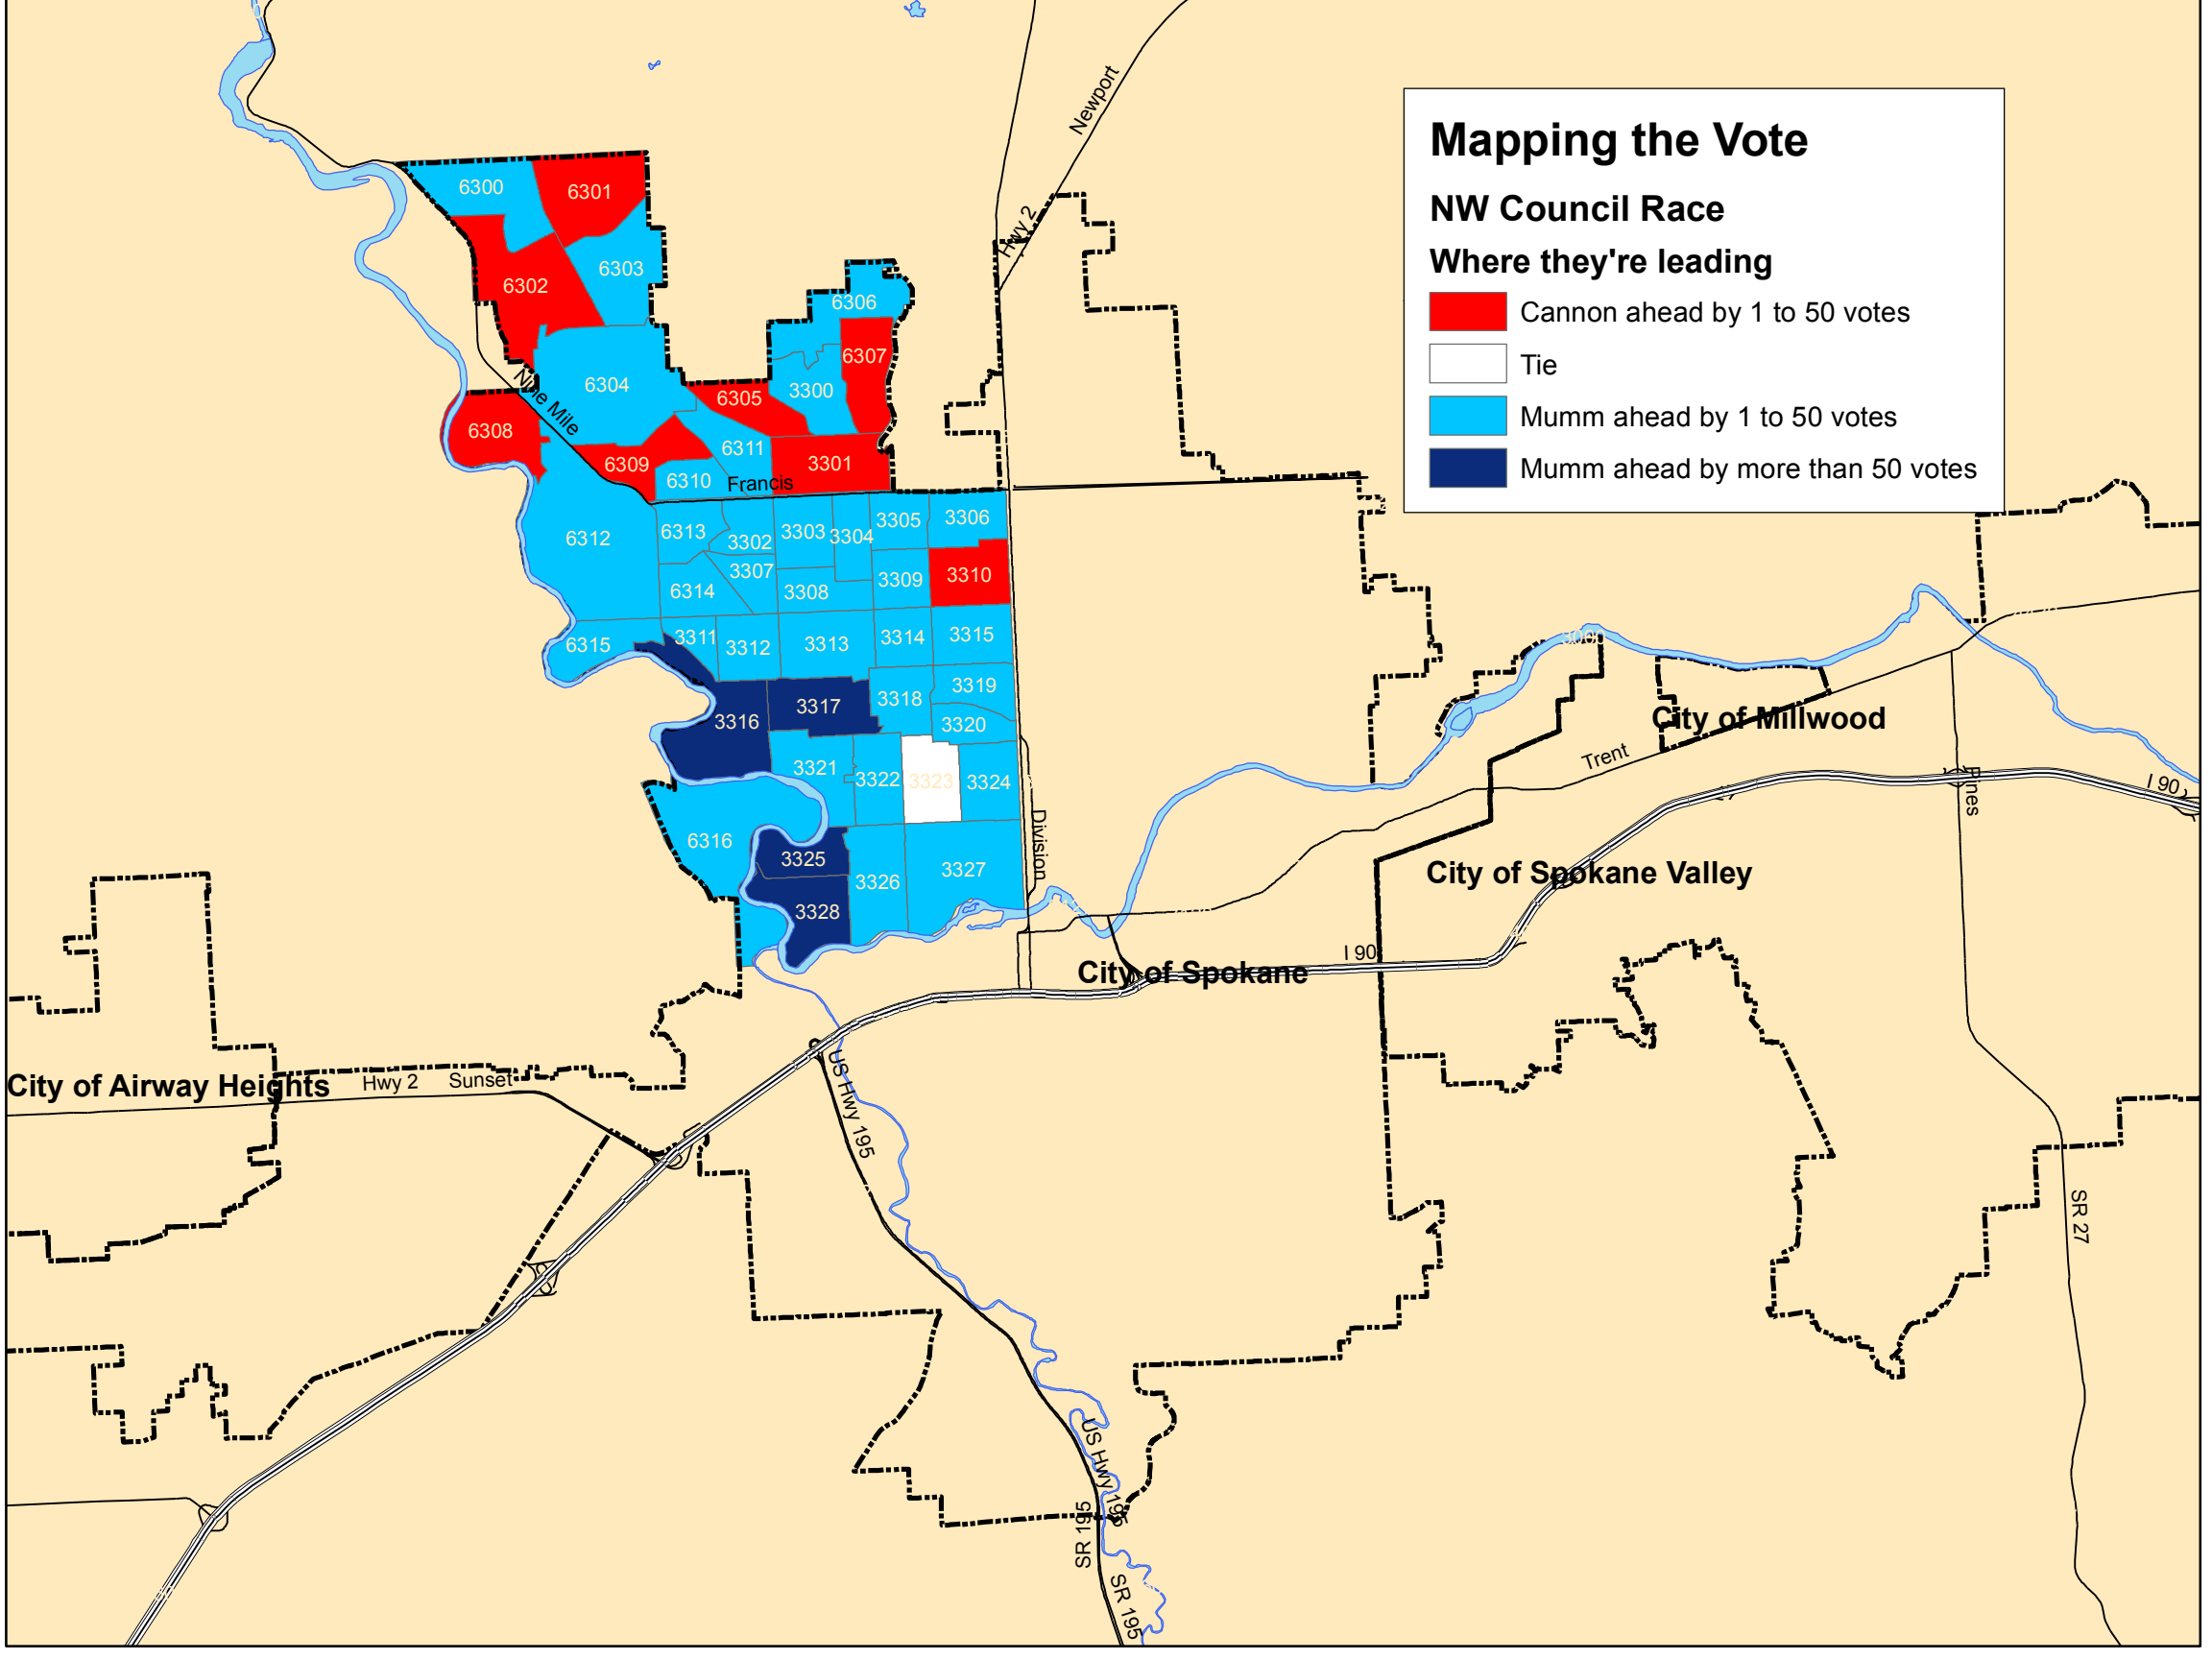 Newport
Mapping the Vote
NW Council Race
Where they're leading
Cannon ahead by 1 to 50 votes
Tie
Mumm ahead by 1 to 50 votes
Mumm ahead by more than 50 votes
Hwy 2
6300
6301
6302
6303
6304
6306
6307
3300
6305
Nine Mile
6308
6309
6311
6310
3301
Francis
6312
6313
3302
3303
3304
3305
3306
3307
6314
3308
3309
3310
6315
3311
3312
3313
3314
3315
3316
3317
3318
3319
3320
3321
3322
3323
3324
6316
3325
3326
3327
3328
Division
City of Millwood
Trent
Pines
I 90
City of Spokane Valley
I 90
City of Spokane
City of Airway Heights
Hwy 2
Sunset
US Hwy 195
SR 27
US Hwy 195
SR 195
SR 195